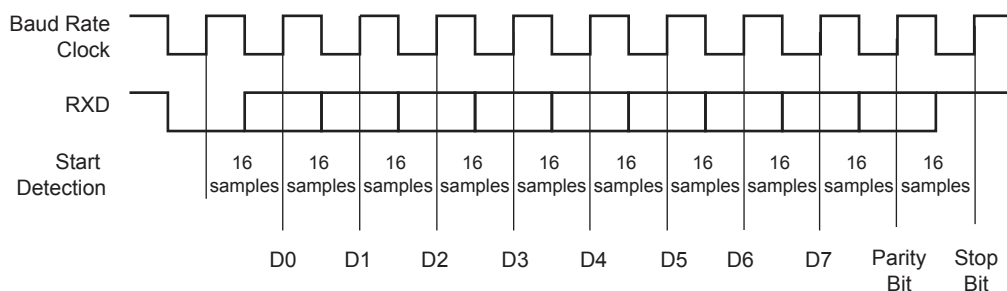 Baud Rate
Clock
RXD
Start
Detection
16 16 16 16 16 16 16 16 16 16
samples samples samples samples samples samples samples samples samples samples
D0 D1 D2 D3 D4 D5 D6 D7 Parity Stop
Bit Bit